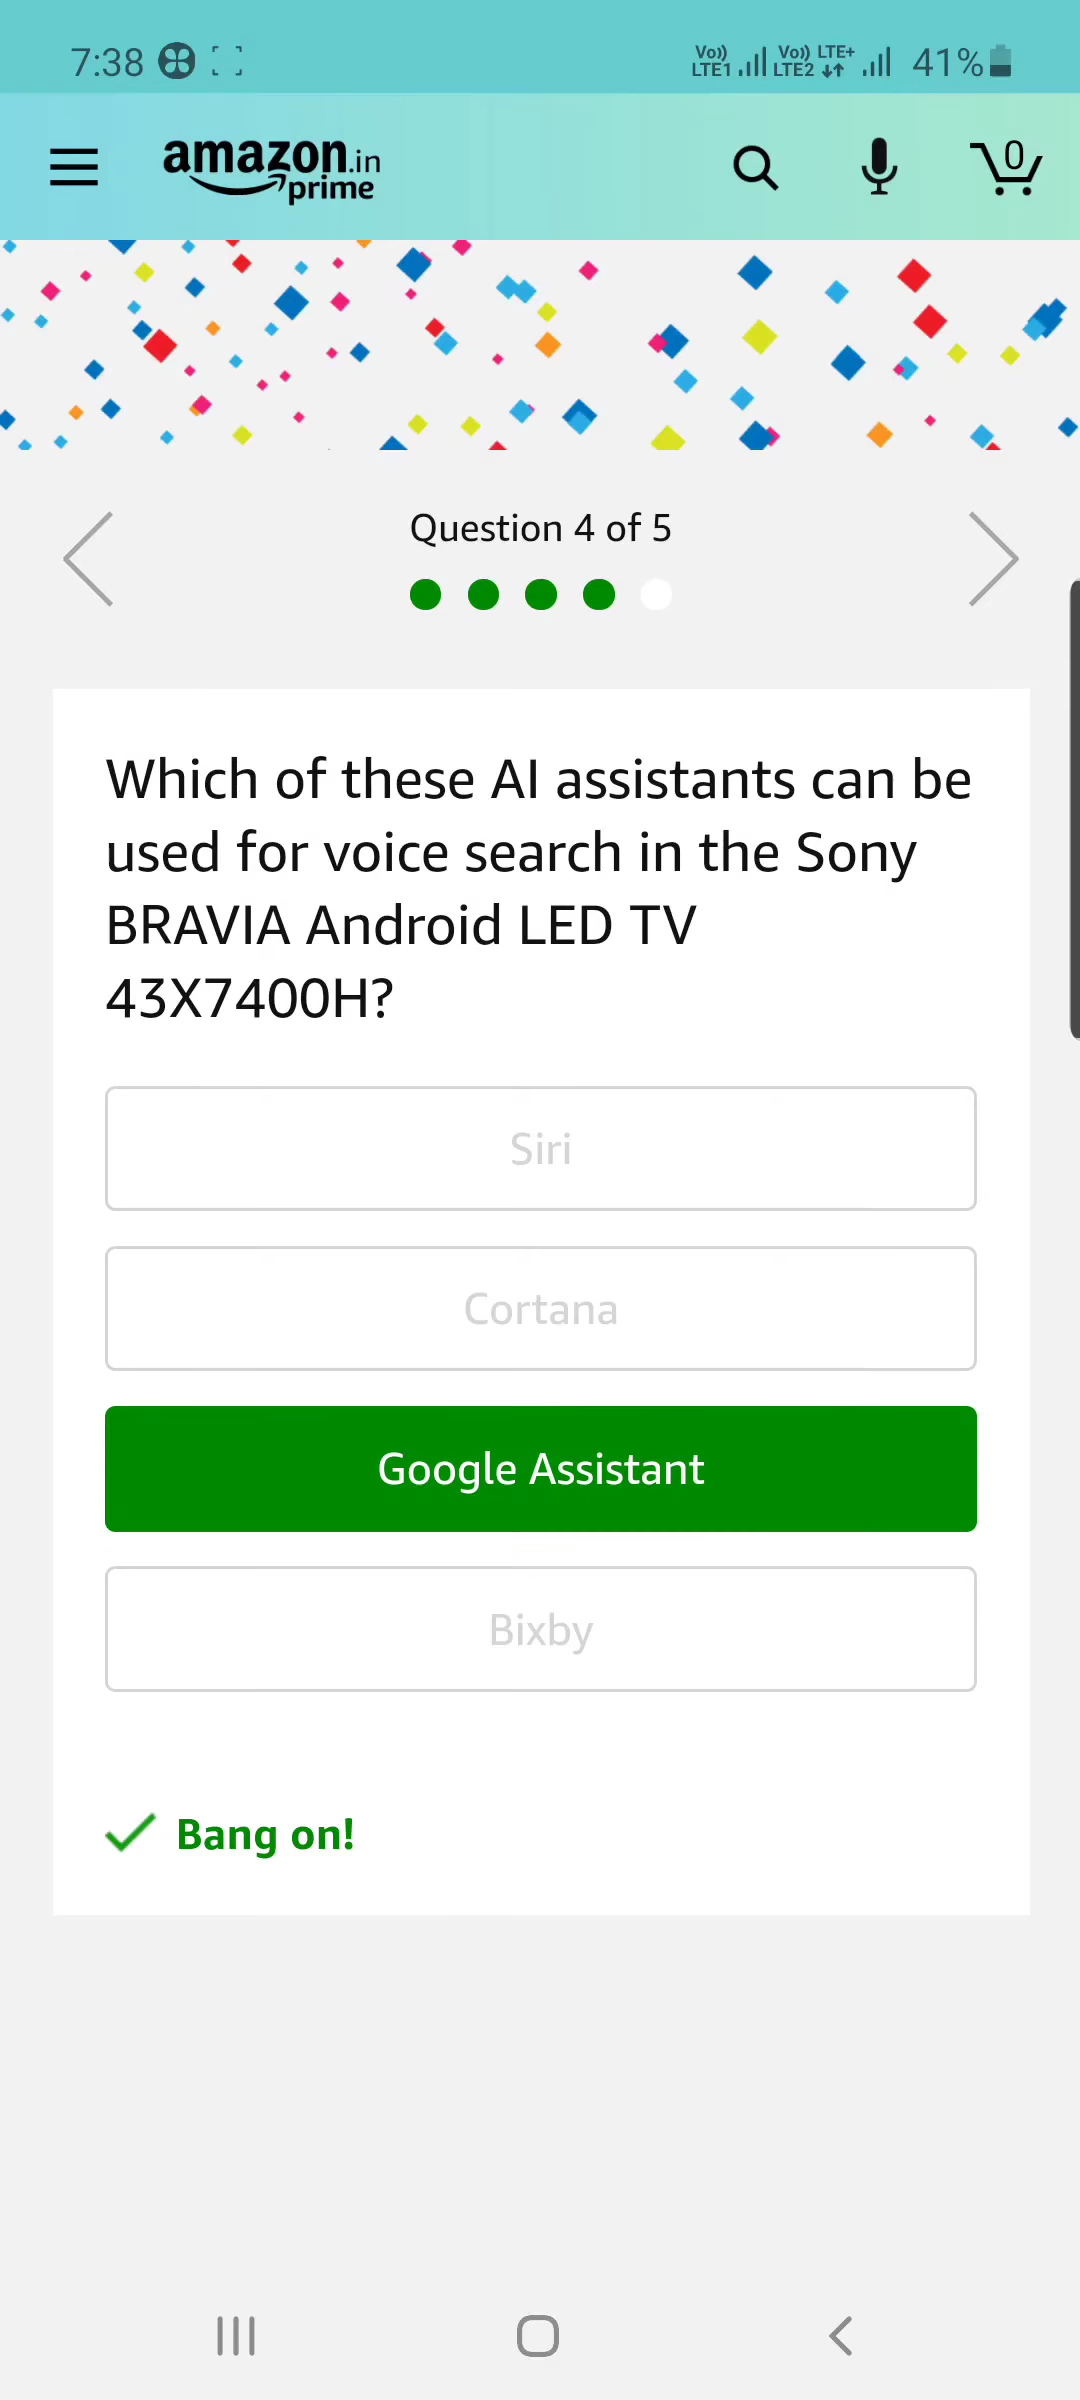 7:38
Vo)) LTE1 Vo)) LTE2 LTE+ 41%
amazon.in
prime
0
Question 4 of 5
Which of these AI assistants can be
used for voice search in the Sony
BRAVIA Android LED TV
43X7400H?
Siri
Cortana
Google Assistant
Bixby
Bang on!